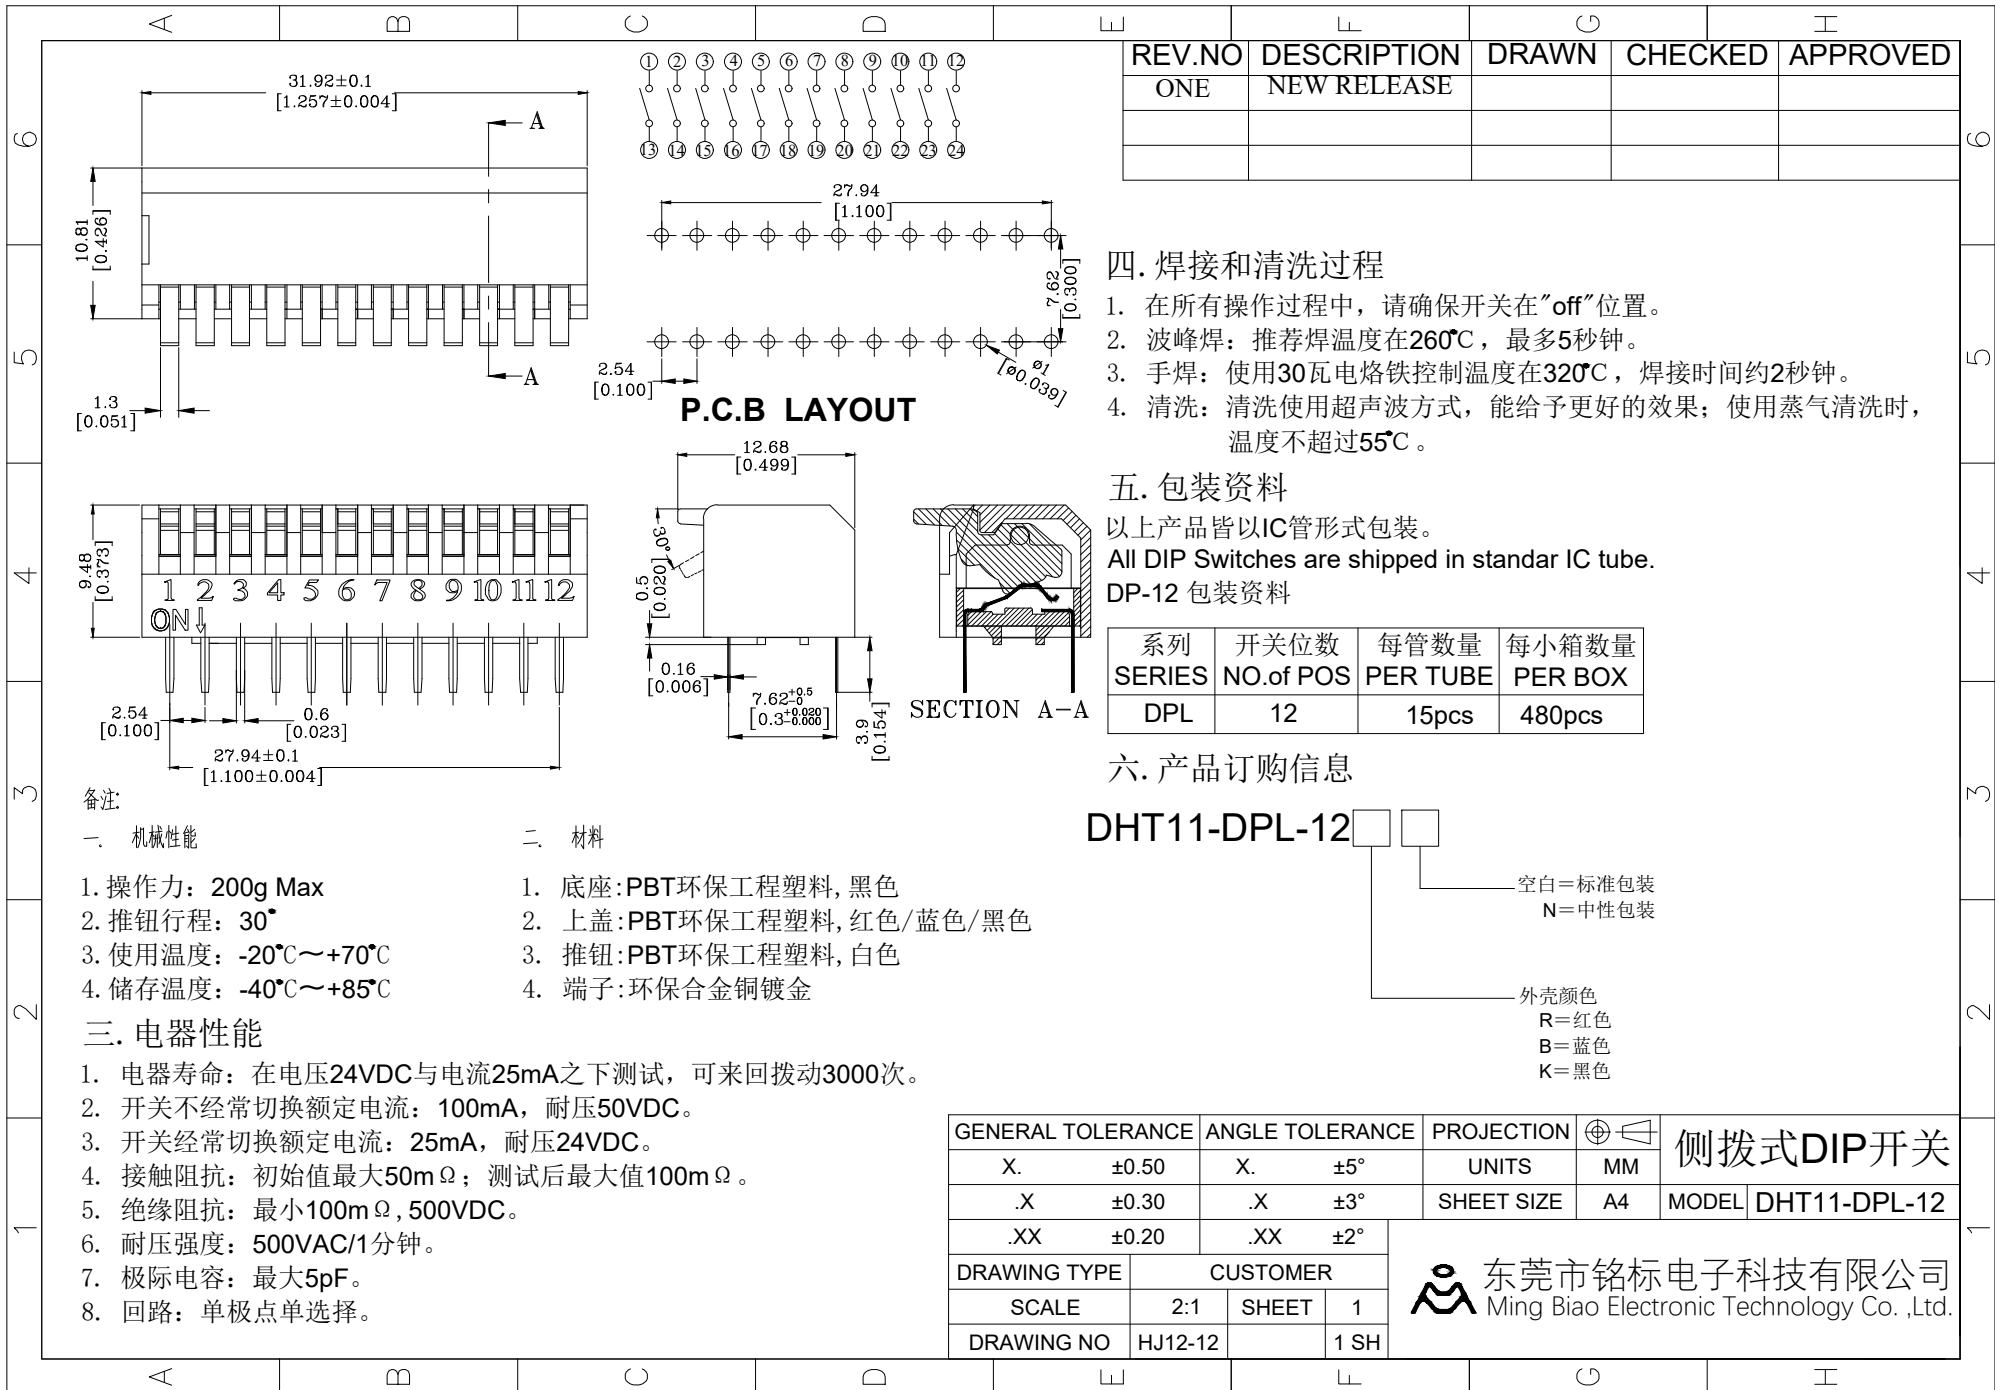 A B C D E F G H
REV.NO DESCRIPTION DRAWN CHECKED APPROVED
ONE NEW RELEASE
6
5
4
3
2
1
6
5
4
3
2
1
31.92±0.1
[1.257±0.004]
A
A
10.81
[0.426]
1.3
[0.051]
① ② ③ ④ ⑤ ⑥ ⑦ ⑧ ⑨ ⑩ ⑪ ⑫
⑬ ⑭ ⑮ ⑯ ⑰ ⑱ ⑲ ⑳ ㉑ ㉒ ㉓ ㉔
27.94
[1.100]
7.62
[0.300]
2.54
[0.100]
ø1
[ø0.039]
P.C.B LAYOUT
9.48
[0.373]
1 2 3 4 5 6 7 8 9 10 11 12
ON↓
2.54
[0.100]
0.6
[0.023]
27.94±0.1
[1.100±0.004]
12.68
[0.499]
30°
0.5
[0.020]
0.16
[0.006]
7.62+0.5 -0
[0.3+0.020 -0.000]
3.9
[0.154]
SECTION A-A
备注:
一. 机械性能
1.操作力：200g Max
2.推钮行程：30°
3.使用温度：-20℃～+70℃
4.储存温度：-40℃～+85℃
二. 材料
1. 底座:PBT环保工程塑料,黑色
2. 上盖:PBT环保工程塑料,红色/蓝色/黑色
3. 推钮:PBT环保工程塑料,白色
4. 端子:环保合金铜镀金
三.电器性能
1. 电器寿命：在电压24VDC与电流25mA之下测试，可来回拨动3000次。
2. 开关不经常切换额定电流：100mA，耐压50VDC。
3. 开关经常切换额定电流：25mA，耐压24VDC。
4. 接触阻抗：初始值最大50mΩ；测试后最大值100mΩ。
5. 绝缘阻抗：最小100mΩ,500VDC。
6. 耐压强度：500VAC/1分钟。
7. 极际电容：最大5pF。
8. 回路：单极点单选择。
四.焊接和清洗过程
1. 在所有操作过程中，请确保开关在"off"位置。
2. 波峰焊：推荐焊温度在260℃，最多5秒钟。
3. 手焊：使用30瓦电烙铁控制温度在320℃，焊接时间约2秒钟。
4. 清洗：清洗使用超声波方式，能给予更好的效果；使用蒸气清洗时，
温度不超过55℃。
五.包装资料
以上产品皆以IC管形式包装。
All DIP Switches are shipped in standar IC tube.
DP-12 包装资料
系列 开关位数 每管数量 每小箱数量
SERIES NO.of POS PER TUBE PER BOX
DPL 12 15pcs 480pcs
六.产品订购信息
DHT11-DPL-12
空白=标准包装
N=中性包装
外壳颜色
R=红色
B=蓝色
K=黑色
GENERAL TOLERANCE ANGLE TOLERANCE PROJECTION
X. ±0.50 X. ±5° UNITS MM
.X ±0.30 .X ±3° SHEET SIZE A4
.XX ±0.20 .XX ±2°
侧拨式DIP开关
MODEL DHT11-DPL-12
DRAWING TYPE CUSTOMER
SCALE 2:1 SHEET 1
DRAWING NO HJ12-12 1 SH
东莞市铭标电子科技有限公司
Ming Biao Electronic Technology Co. ,Ltd.
A B C D E F G H